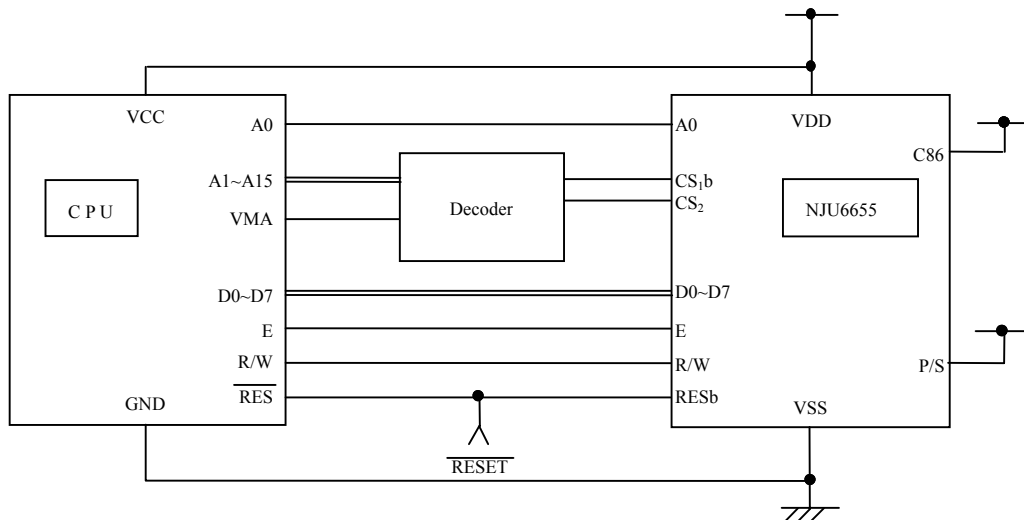 VCC
A0
A1~A15
CPU
VMA
D0~D7
E
R/W
RES
GND
Decoder
RESET
A0
VDD
C86
CS1b
CS2
NJU6655
D0~D7
E
R/W
P/S
RESb
VSS